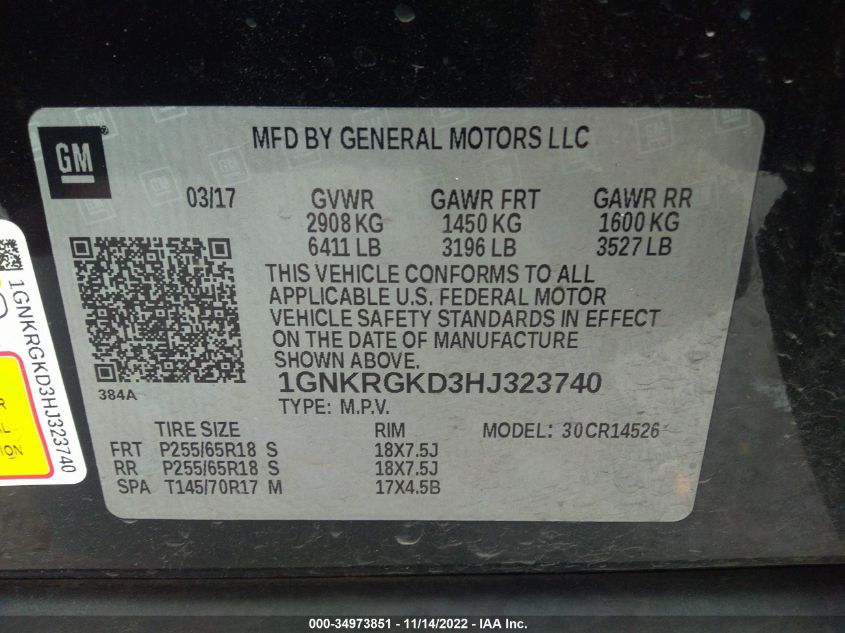 GM
MFD BY GENERAL MOTORS LLC
03/17 GVWR GAWR FRT GAWR RR
2908 KG 1450 KG 1600 KG
6411 LB 3196 LB 3527 LB
THIS VEHICLE CONFORMS TO ALL
APPLICABLE U.S. FEDERAL MOTOR
VEHICLE SAFETY STANDARDS IN EFFECT
ON THE DATE OF MANUFACTURE
SHOWN ABOVE.
384A
1GNKRGKD3HJ323740
TYPE: M.P.V.
TIRE SIZE RIM MODEL: 30CR14526
FRT P255/65R18 S 18X7.5J
RR P255/65R18 S 18X7.5J
SPA T145/70R17 M 17X4.5B
1GNKRGKD3HJ323740
000-34973851 - 11/14/2022 - IAA Inc.